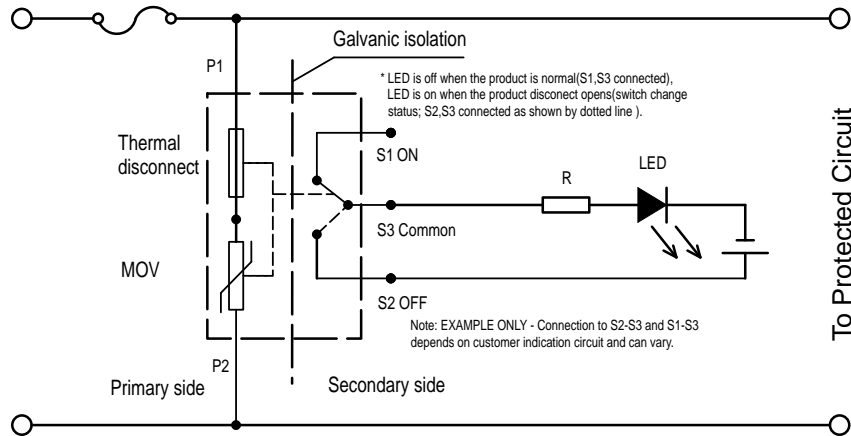 Galvanic isolation
P1
* LED is off when the product is normal(S1,S3 connected),
LED is on when the product disconect opens(switch change
status; S2,S3 connected as shown by dotted line ).
Thermal
disconnect
S1 ON
R
LED
S3 Common
MOV
S2 OFF
Note: EXAMPLE ONLY - Connection to S2-S3 and S1-S3
depends on customer indication circuit and can vary.
P2
Primary side
Secondary side
To Protected Circuit